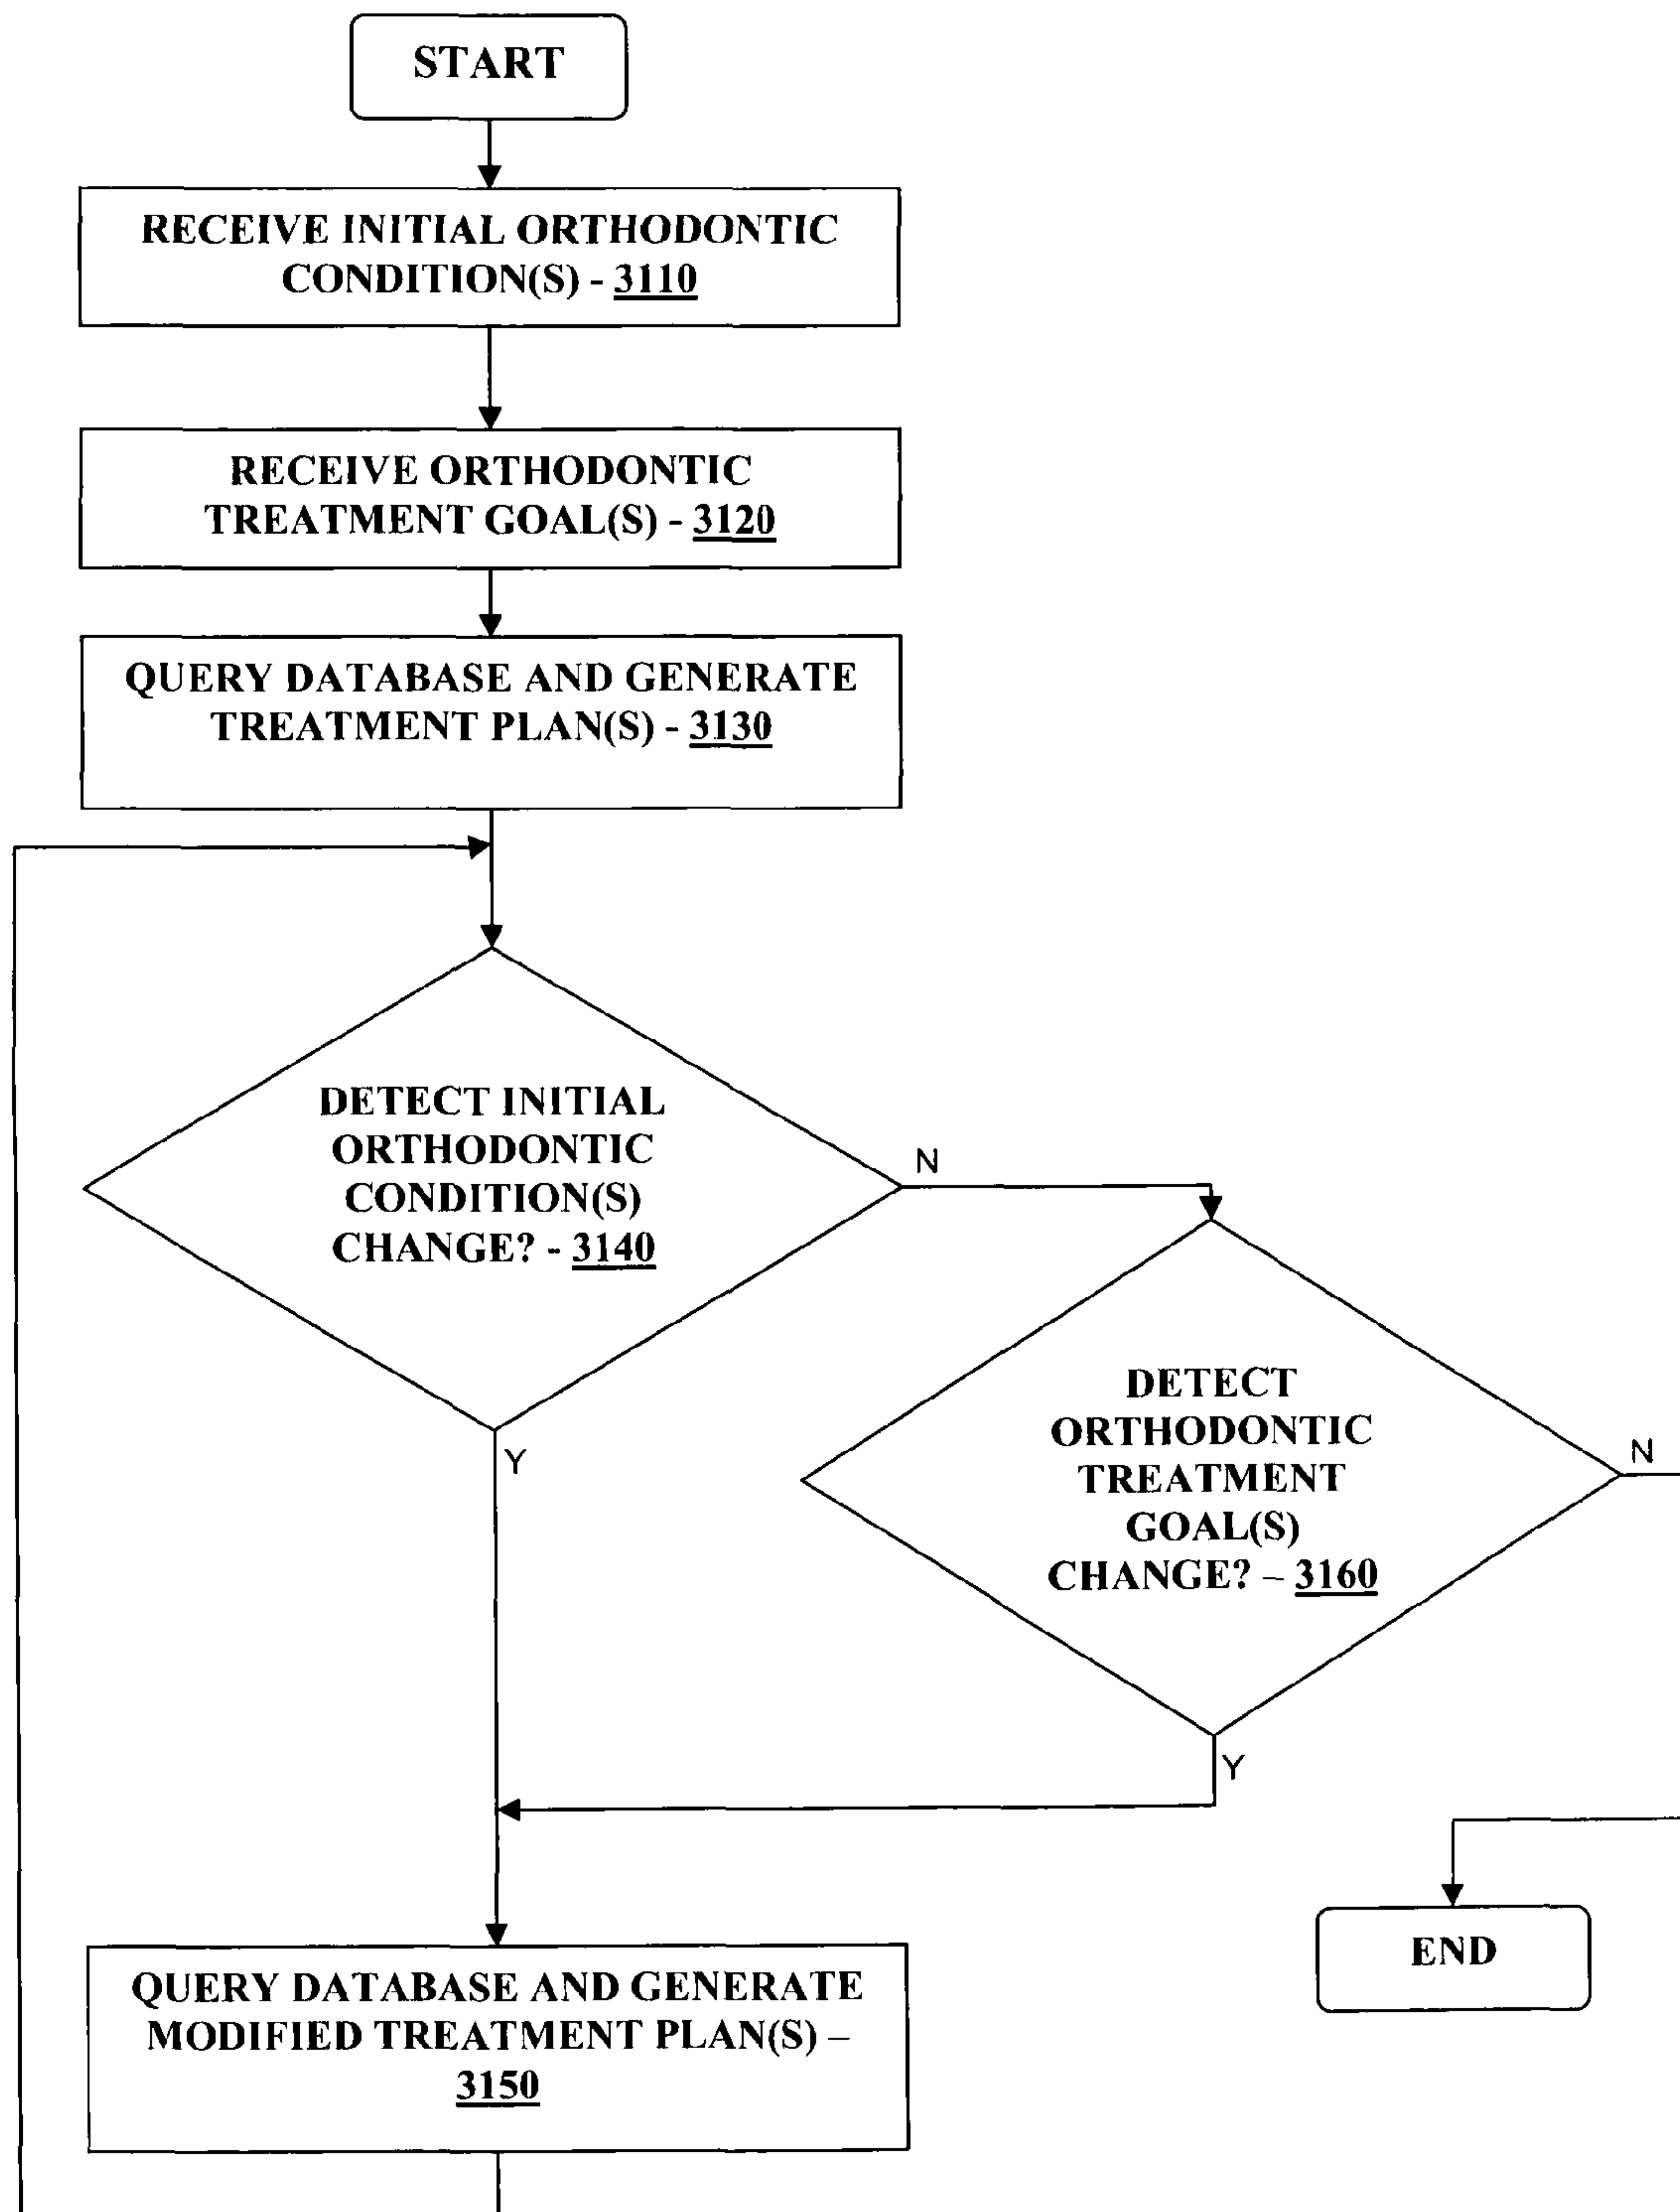 START
RECEIVE INITIAL ORTHODONTIC
CONDITION(S) - 3110
RECEIVE ORTHODONTIC
TREATMENT GOAL(S) - 3120
QUERY DATABASE AND GENERATE
TREATMENT PLAN(S) - 3130
DETECT INITIAL
ORTHODONTIC
CONDITION(S)
CHANGE? - 3140
N
Y
DETECT
ORTHODONTIC
TREATMENT
GOAL(S)
CHANGE? – 3160
N
Y
END
QUERY DATABASE AND GENERATE
MODIFIED TREATMENT PLAN(S) –
3150